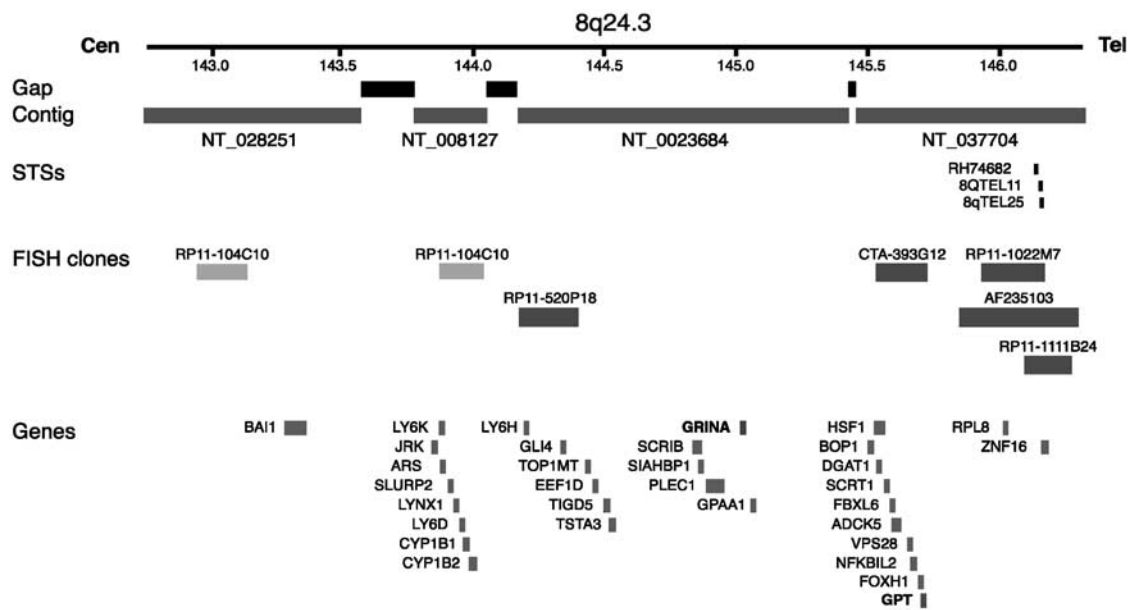 8q24.3
Cen Tel
143.0 143.5 144.0 144.5 145.0 145.5 146.0
Gap
Contig
NT_028251 NT_008127 NT_0023684 NT_037704
STSs
RH74682
8QTEL11
8qTEL25
FISH clones
RP11-104C10 RP11-104C10 CTA-393G12 RP11-1022M7
RP11-520P18 AF235103
RP11-1111B24
Genes
BAI1 LY6K LY6H GRINA HSF1 RPL8
JRK GLI4 SCRIB BOP1 ZNF16
ARS TOP1MT SIAHBP1 DGAT1
SLURP2 EEF1D PLEC1 SCRT1
LYNX1 TIGD5 GPAA1 FBXL6
LY6D TSTA3 ADCK5
CYP1B1 VPS28
CYP1B2 NFKBIL2
FOXH1
GPT